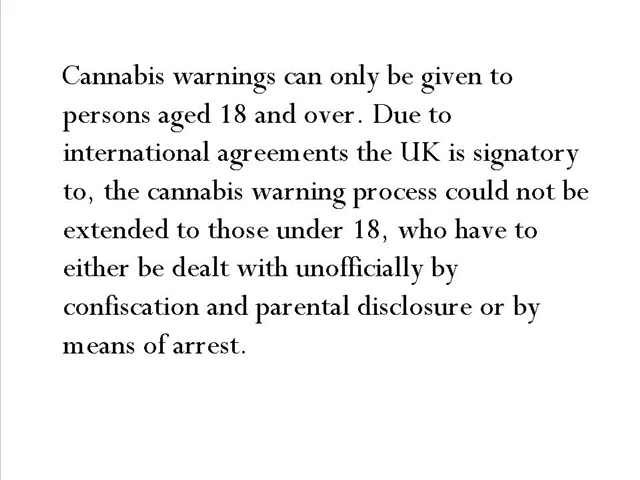 Cannabis warnings can only be given to
persons aged 18 and over. Due to
international agreements the UK is signatory
to, the cannabis warning process could not be
extended to those under 18, who have to
either be dealt with unofficially by
confiscation and parental disclosure or by
means of arrest.